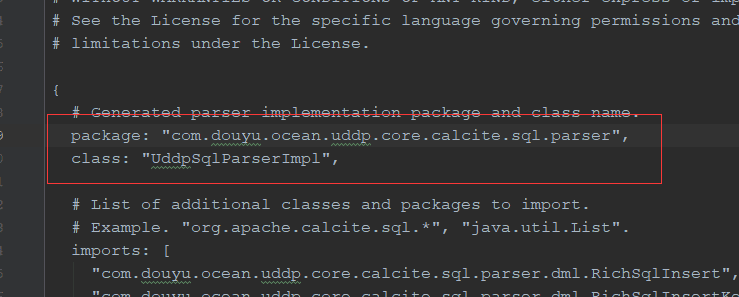 # See the License for the specific language governing permissions and
# limitations under the License.
{
# Generated parser implementation package and class name.
package: "com.douyu.ocean.uddp.core.calcite.sql.parser",
class: "UddpSqlParserImpl",
# List of additional classes and packages to import.
# Example. "org.apache.calcite.sql.*", "java.util.List".
imports: [
"com.douyu.ocean.uddp.core.calcite.sql.parser.dml.RichSqlInsert",